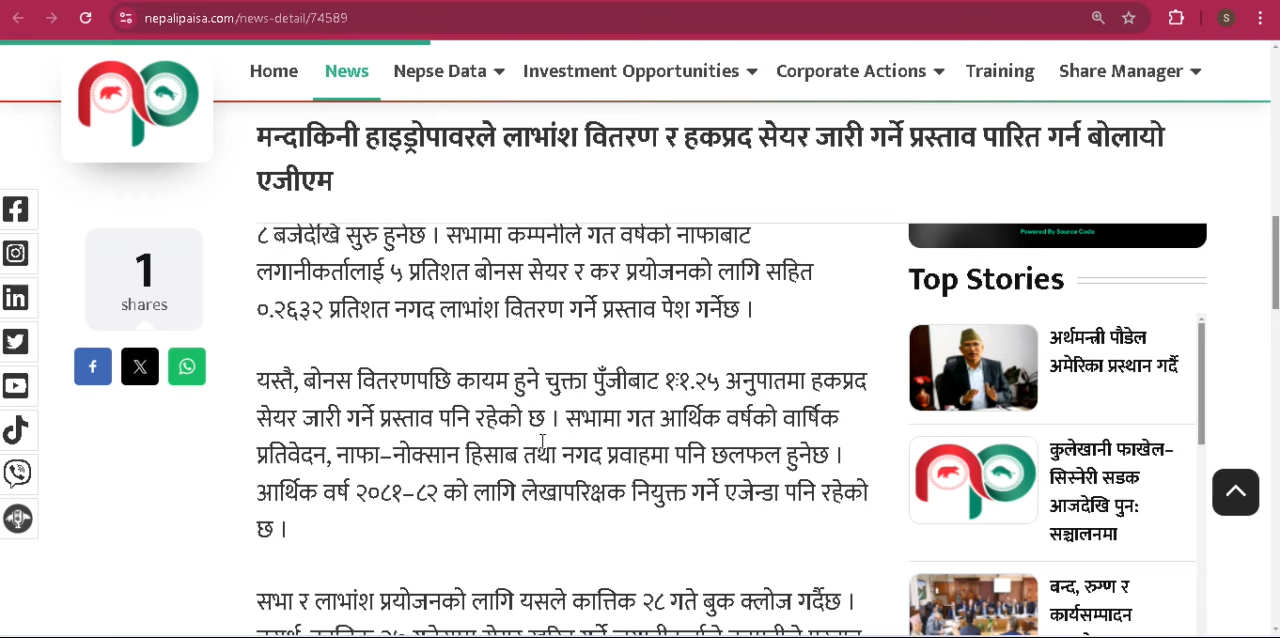 nepalipaisa.com/news-detail/74589
S
Home News Nepse Data Investment Opportunities Corporate Actions Training Share Manager
मन्दाकिनी हाइड्रोपावरले लाभांश वितरण र हकप्रद सेयर जारी गर्ने प्रस्ताव पारित गर्न बोलायो
एजीएम
1
shares
८ बजेदेखि सुरु हुनेछ । सभामा कम्पनीले गत वर्षको नाफाबाट
लगानीकर्तालाई ५ प्रतिशत बोनस सेयर र कर प्रयोजनको लागि सहित
०.२६३२ प्रतिशत नगद लाभांश वितरण गर्ने प्रस्ताव पेश गर्नेछ ।
यस्तै, बोनस वितरणपछि कायम हुने चुक्ता पुँजीबाट १ः१.२५ अनुपातमा हकप्रद
सेयर जारी गर्ने प्रस्ताव पनि रहेको छ । सभामा गत आर्थिक वर्षको वार्षिक
प्रतिवेदन, नाफा–नोक्सान हिसाब तथा नगद प्रवाहमा पनि छलफल हुनेछ ।
आर्थिक वर्ष २०८१–८२ को लागि लेखापरिक्षक नियुक्त गर्ने एजेन्डा पनि रहेको
छ ।
सभा र लाभांश प्रयोजनको लागि यसले कात्तिक २८ गते बुक क्लोज गर्दैछ ।
Powered By Source Code
Top Stories
अर्थमन्त्री पौडेल
अमेरिका प्रस्थान गर्दै
कुलेखानी फाखेल–
सिस्नेरी सडक
आजदेखि पुन:
सञ्चालनमा
बन्द, रुग्ण र
कार्यसम्पादन